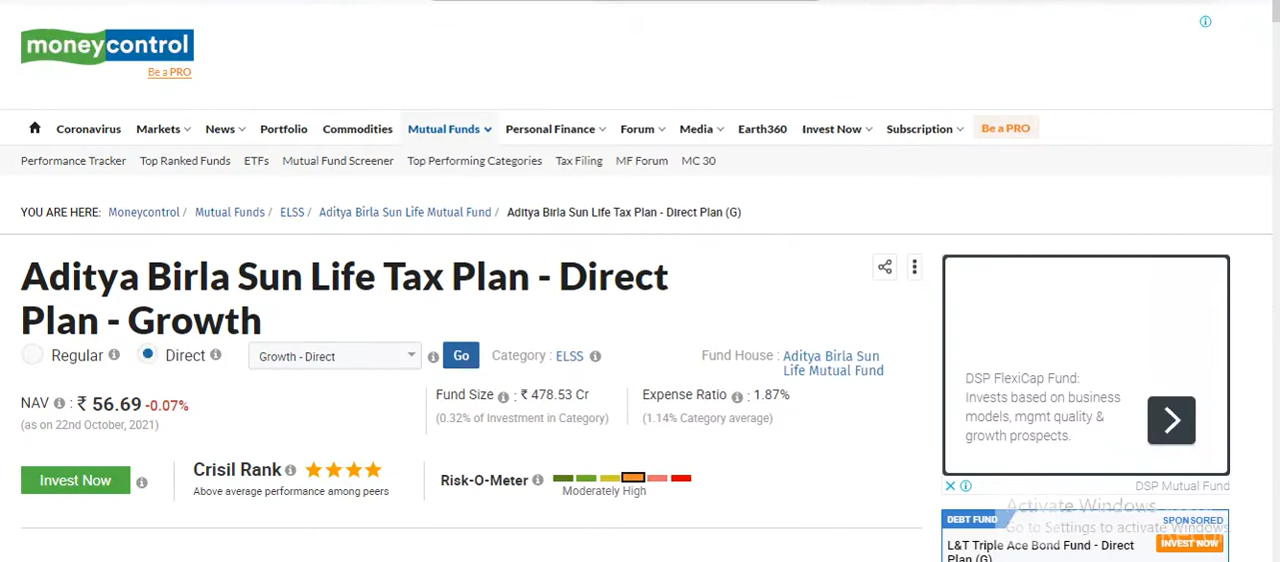 moneycontrol
Be a PRO
Coronavirus Markets News Portfolio Commodities Mutual Funds Personal Finance Forum Media Earth360 Invest Now Subscription Be a PRO
Performance Tracker Top Ranked Funds ETFs Mutual Fund Screener Top Performing Categories Tax Filing MF Forum MC 30
YOU ARE HERE: Moneycontrol / Mutual Funds / ELSS / Aditya Birla Sun Life Mutual Fund / Aditya Birla Sun Life Tax Plan - Direct Plan (G)
Aditya Birla Sun Life Tax Plan - Direct
Plan - Growth
Regular Direct Growth - Direct Go Category : ELSS Fund House : Aditya Birla Sun
Life Mutual Fund
NAV : ₹ 56.69 -0.07%
(as on 22nd October, 2021)
Fund Size : ₹ 478.53 Cr
(0.32% of Investment in Category)
Expense Ratio : 1.87%
(1.14% Category average)
Invest Now
Crisil Rank
Above average performance among peers
Risk-O-Meter
Moderately High
DSP FlexiCap Fund:
Invests based on business
models, mgmt quality &
growth prospects.
DSP Mutual Fund
Activate Windows
Go to Settings to activate Windows
DEBT FUND SPONSORED
L&T Triple Ace Bond Fund - Direct
Plan (G)
INVEST NOW